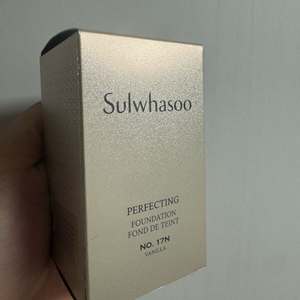 Sulwhasoo
PERFECTING
FOUNDATION
FOND DE TEINT
NO. 17N
VANILLA